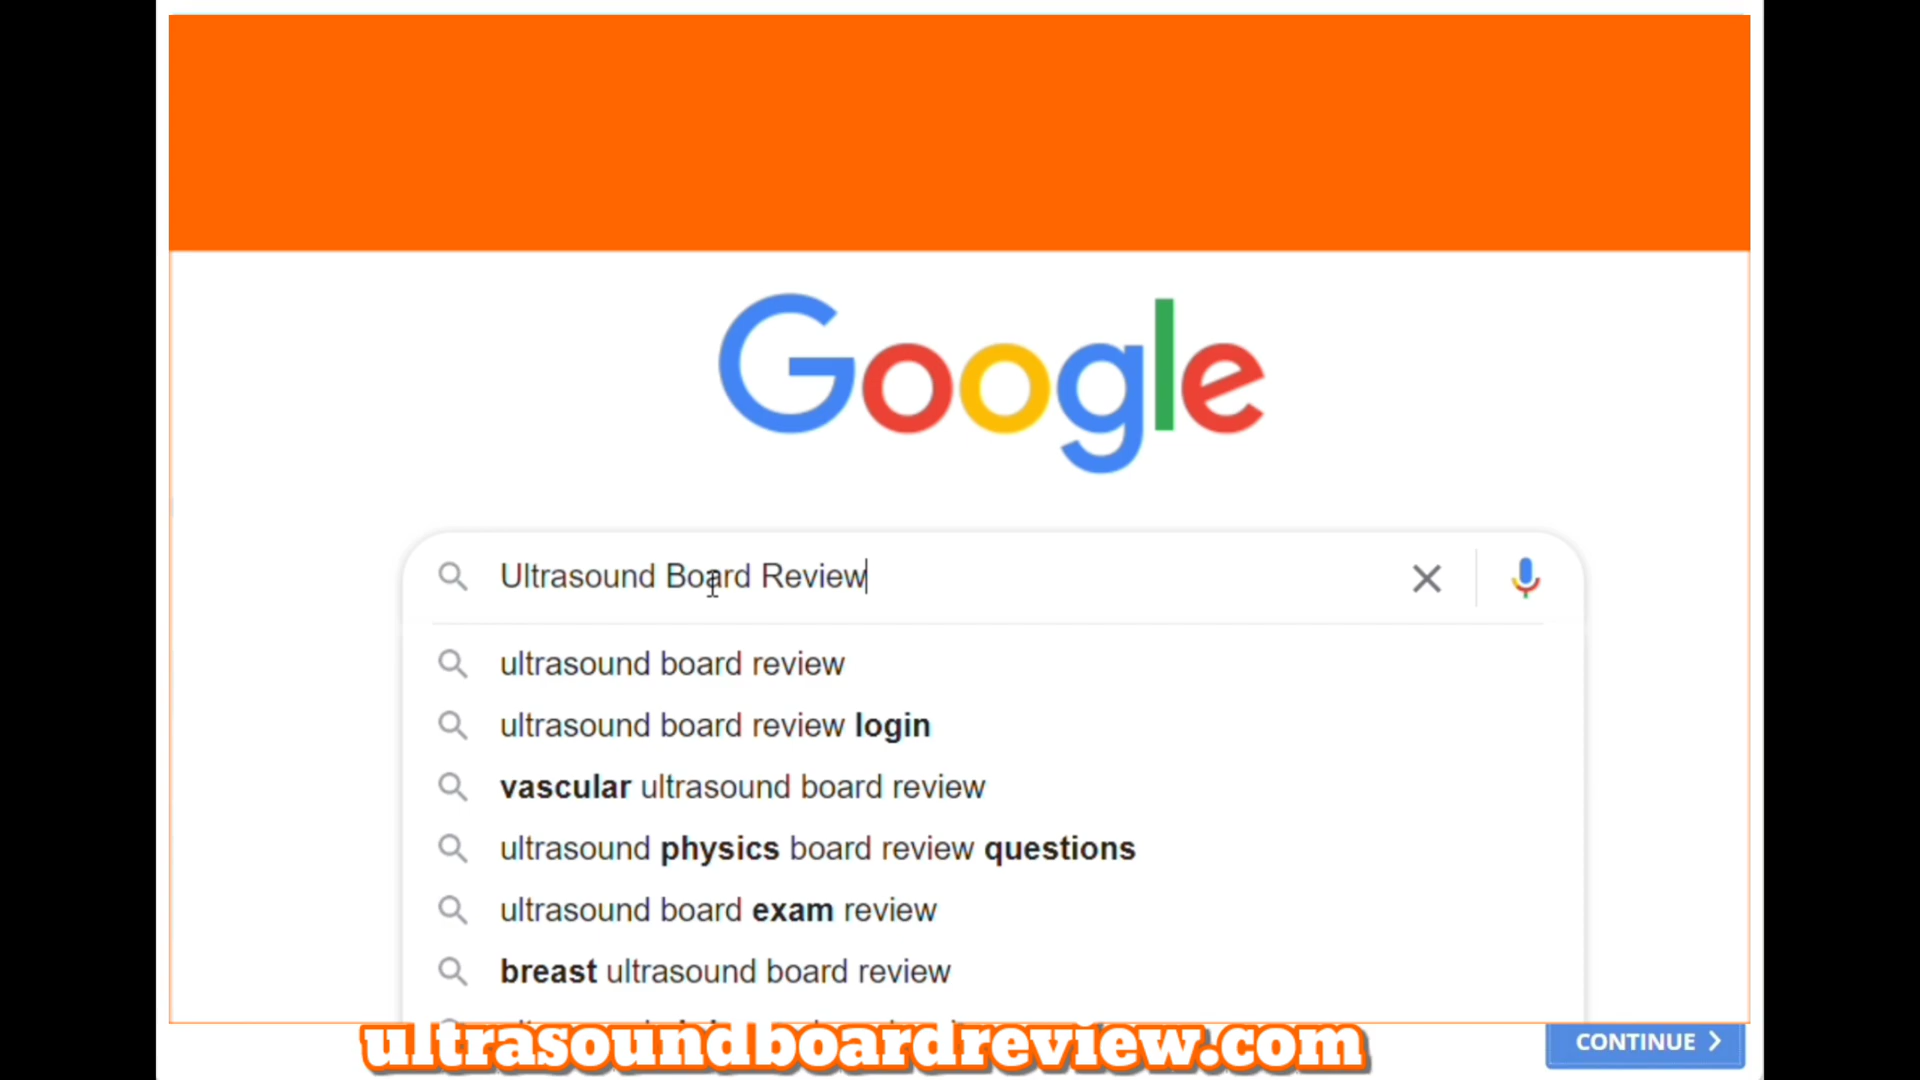 Google
Ultrasound Board Review
ultrasound board review
ultrasound board review login
vascular ultrasound board review
ultrasound physics board review questions
ultrasound board exam review
breast ultrasound board review
ultrasoundboardreview.com
CONTINUE